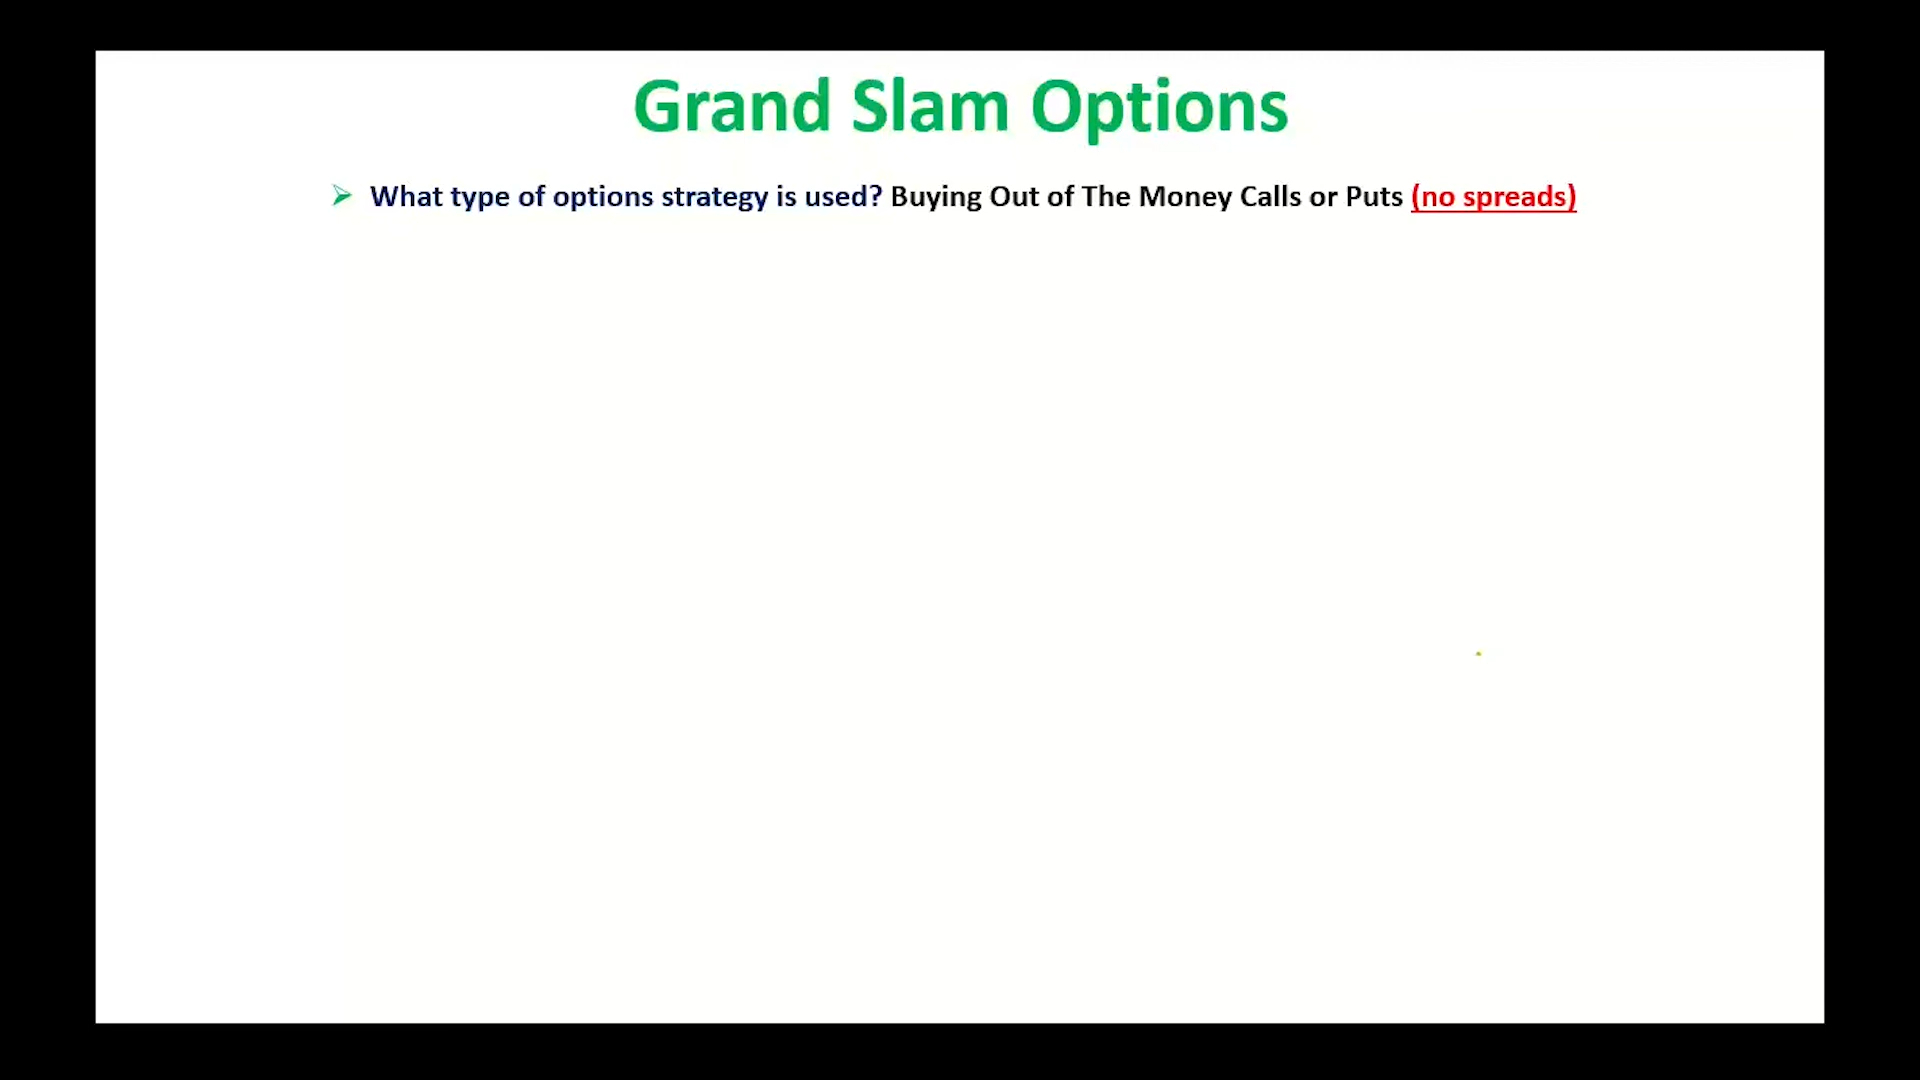 Grand Slam Options
What type of options strategy is used? Buying Out of The Money Calls or Puts (no spreads)